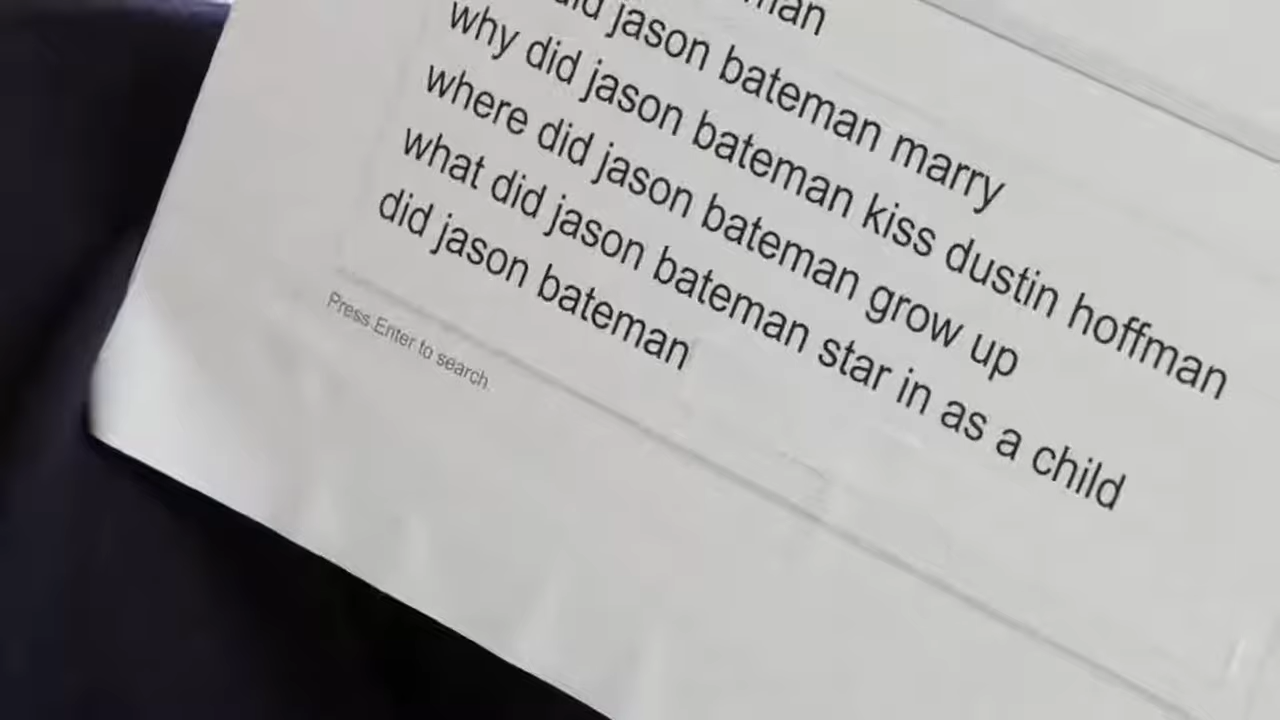 jason bateman marry
why did jason bateman kiss dustin hoffman
where did jason bateman grow up
what did jason bateman star in as a child
did jason bateman
Press Enter to search.